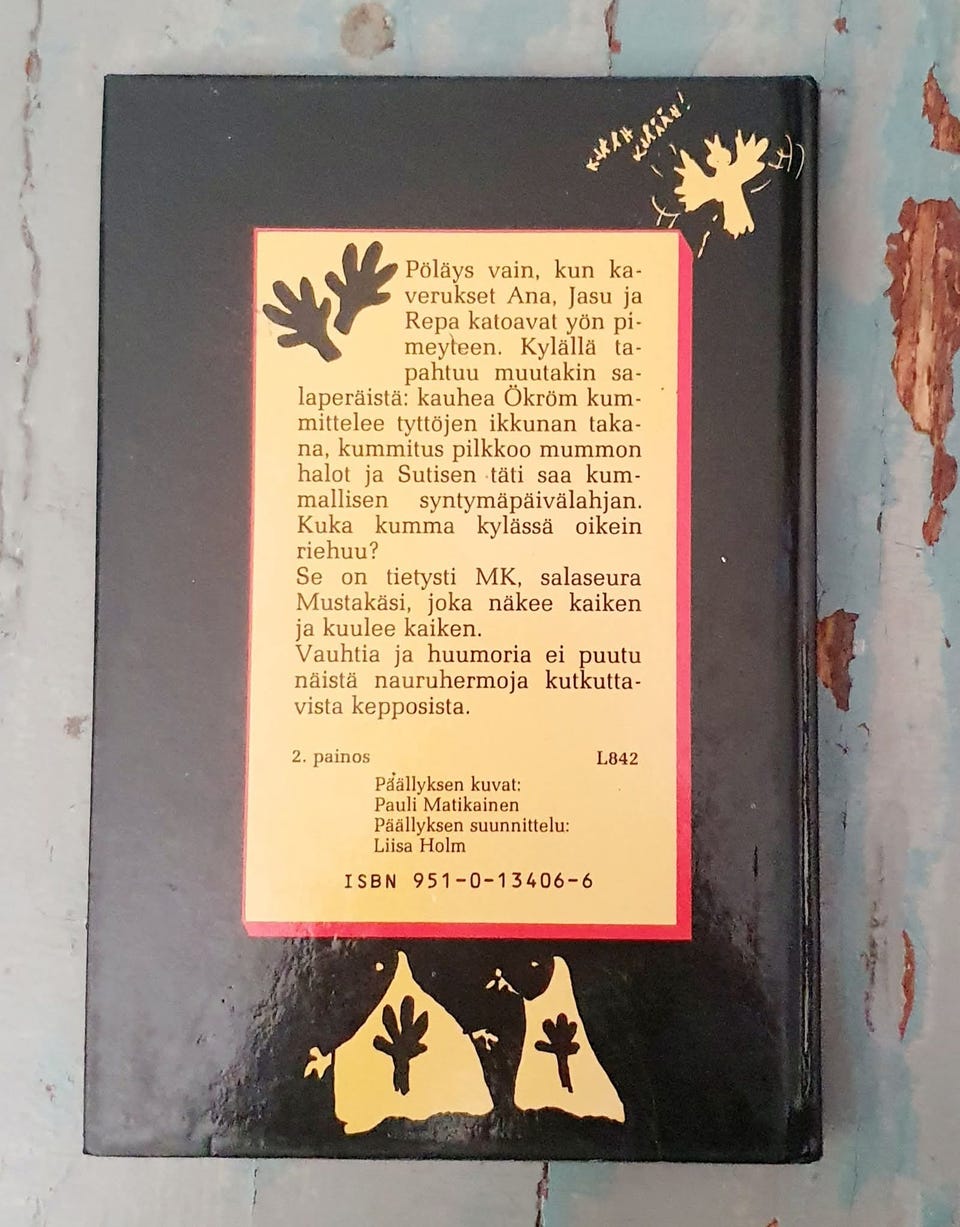 Pöläys vain, kun ka-
verukset Ana, Jasu ja
Repa katoavat yön pi-
meyteen. Kylällä ta-
pahtuu muutakin sa-
laperäistä: kauhea Ökröm kum-
mittelee tyttöjen ikkunan taka-
na, kummitus pilkkoo mummon
halot ja Sutisen täti saa kum-
mallisen syntymäpäivälahjan.
Kuka kumma kylässä oikein
riehuu?
Se on tietysti MK, salaseura
Mustakäsi, joka näkee kaiken
ja kuulee kaiken.
Vauhtia ja huumoria ei puutu
näistä nauruhermoja kutkutta-
vista kepposista.
2. painos L842
Päällyksen kuvat:
Pauli Matikainen
Päällyksen suunnittelu:
Liisa Holm
ISBN 951-0-13406-6